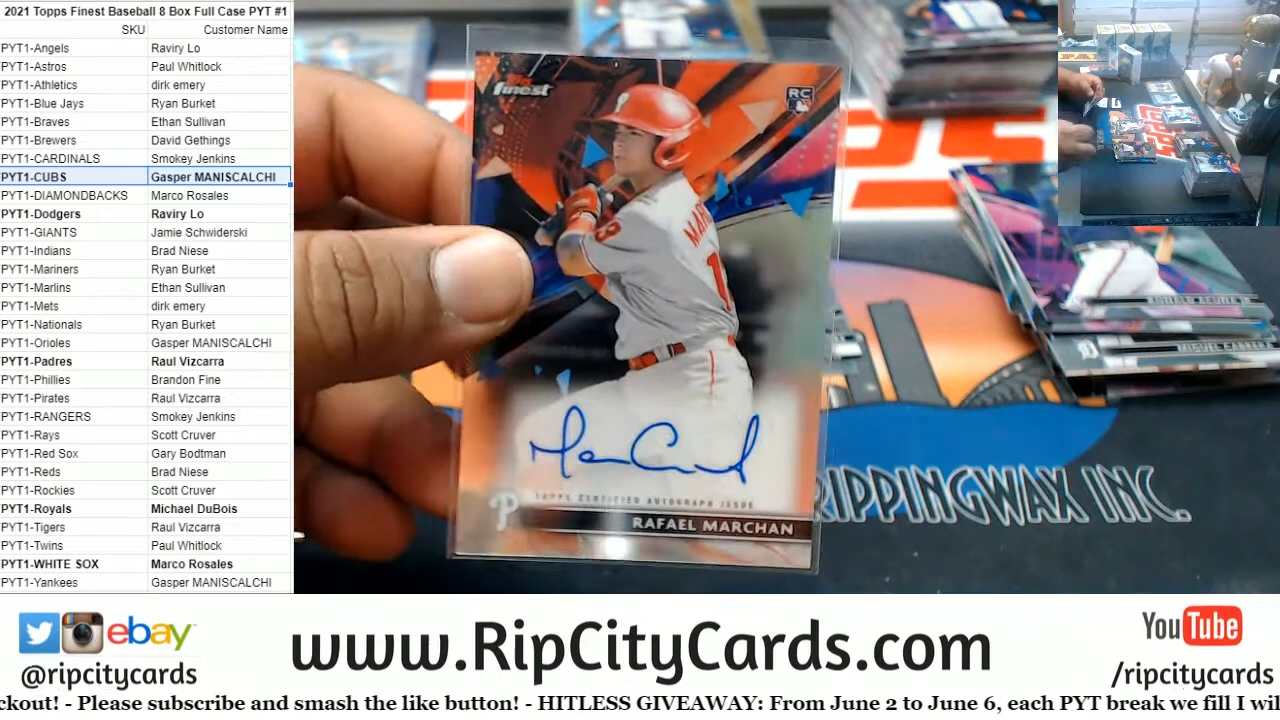 2021 Topps Finest Baseball 8 Box Full Case PYT #1
SKU Customer Name
PYT1-Angels Raviry Lo
PYT1-Astros Paul Whitlock
PYT1-Athletics dirk emery
PYT1-Blue Jays Ryan Burket
PYT1-Braves Ethan Sullivan
PYT1-Brewers David Gethings
PYT1-CARDINALS Smokey Jenkins
PYT1-CUBS Gasper MANISCALCHI
PYT1-DIAMONDBACKS Marco Rosales
PYT1-Dodgers Raviry Lo
PYT1-GIANTS Jamie Schwiderski
PYT1-Indians Brad Niese
PYT1-Mariners Ryan Burket
PYT1-Marlins Ethan Sullivan
PYT1-Mets dirk emery
PYT1-Nationals Ryan Burket
PYT1-Orioles Gasper MANISCALCHI
PYT1-Padres Raul Vizcarra
PYT1-Phillies Brandon Fine
PYT1-Pirates Raul Vizcarra
PYT1-RANGERS Smokey Jenkins
PYT1-Rays Scott Cruver
PYT1-Red Sox Gary Bodtman
PYT1-Reds Brad Niese
PYT1-Rockies Scott Cruver
PYT1-Royals Michael DuBois
PYT1-Tigers Raul Vizcarra
PYT1-Twins Paul Whitlock
PYT1-WHITE SOX Marco Rosales
PYT1-Yankees Gasper MANISCALCHI
Topps finest
RC
TOPPS CERTIFIED AUTOGRAPH ISSUE
P
RAFAEL MARCHAN
RONALD ACUÑA JR.
MIGUEL CABRERA
RIPPINGWAX INC.
ebay
@ripcitycards
www.RipCityCards.com
YouTube
/ripcitycards
ckout! - Please subscribe and smash the like button! - HITLESS GIVEAWAY: From June 2 to June 6, each PYT break we fill I wil